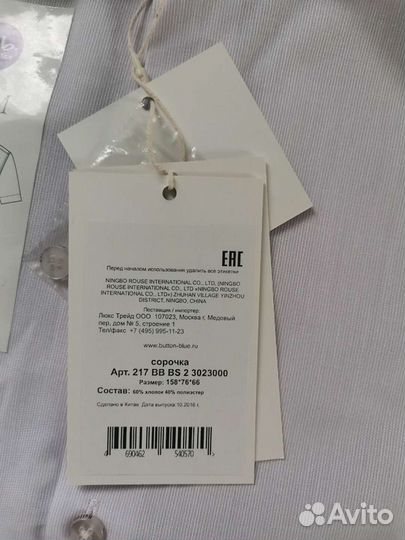 EAC
Перед началом использования удалить все этикетки
NINGBO ROUSE INTERNATIONAL CO., LTD, (NINGBO
ROUSE INTERNATIONAL CO., LTD «NINGBO ROUSE
INTERNATIONAL CO., LTD») ZHUHAN VILLAGE YINZHOU
DISTRICT, NINGBO, CHINA
Поставщик / импортер:
Люкс Трейд ООО 107023, Москва г, Медовый
пер, дом № 5, строение 1
Тел/факс +7 (495) 995-11-23
www.button-blue.ru
сорочка
Арт. 217 BB BS 2 3023000
Размер: 158*76*66
Состав: 60% хлопок 40% полиэстер
Сделано в Китае. Дата выпуска 10.2016 г.
4 690462 540570 >
Avito